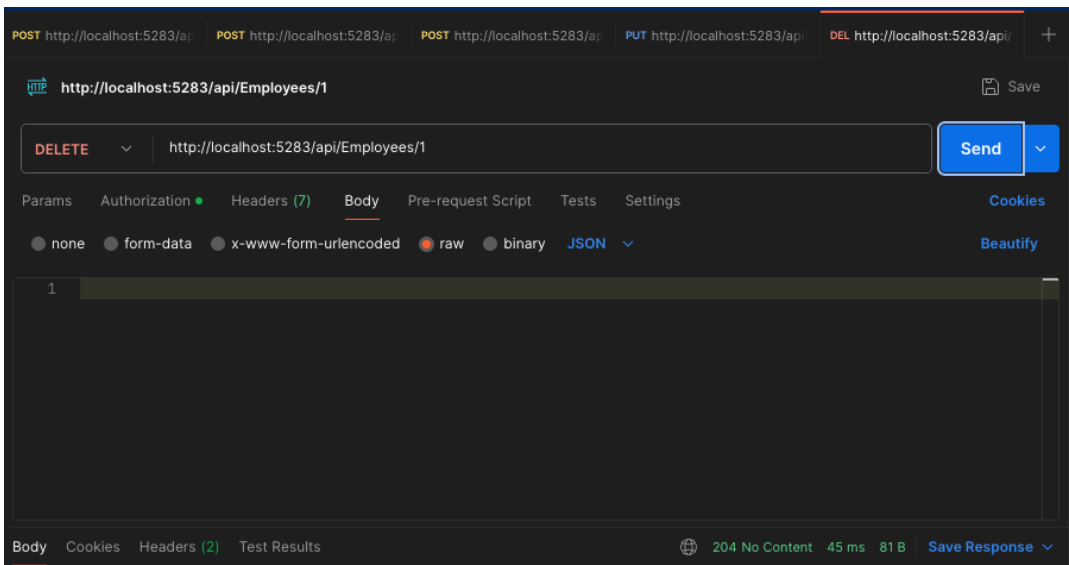 POST http://localhost:5283/ap POST http://localhost:5283/ap POST http://localhost:5283/ap PUT http://localhost:5283/api/ DEL http://localhost:5283/api/ +
HTTP http://localhost:5283/api/Employees/1 Save
DELETE http://localhost:5283/api/Employees/1 Send
Params Authorization Headers (7) Body Pre-request Script Tests Settings Cookies
none form-data x-www-form-urlencoded raw binary JSON Beautify
1
Body Cookies Headers (2) Test Results 204 No Content 45 ms 81 B Save Response